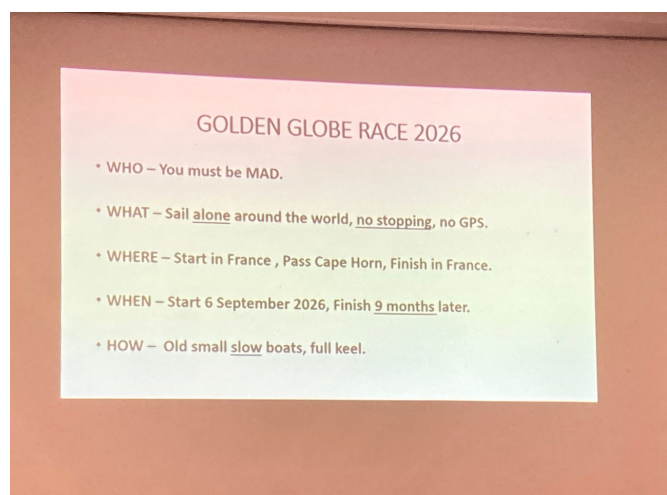 GOLDEN GLOBE RACE 2026
• WHO – You must be MAD.
• WHAT – Sail alone around the world, no stopping, no GPS.
• WHERE – Start in France , Pass Cape Horn, Finish in France.
• WHEN – Start 6 September 2026, Finish 9 months later.
• HOW – Old small slow boats, full keel.